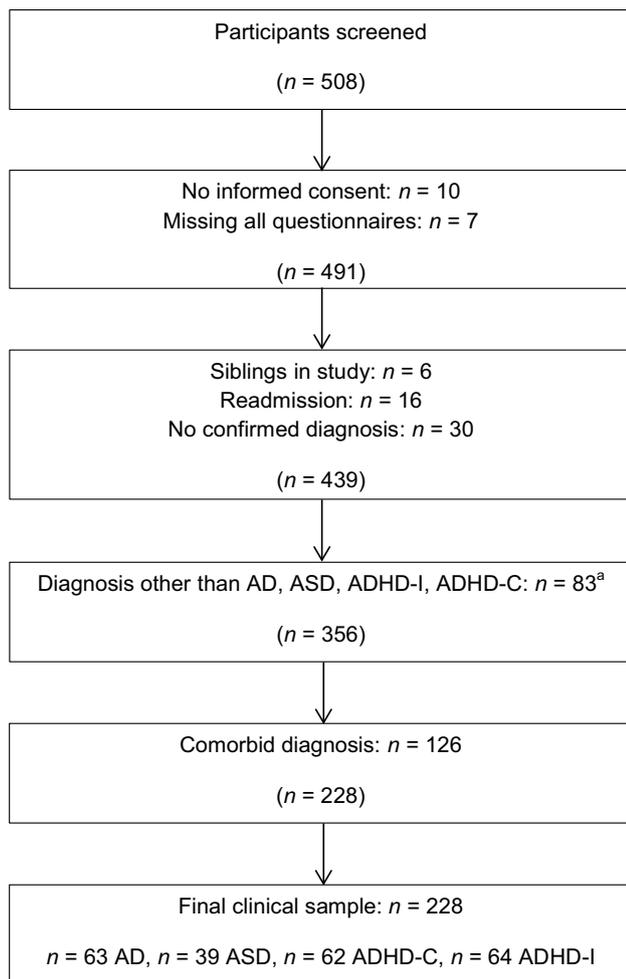 Participants screened
(n = 508)
No informed consent: n = 10
Missing all questionnaires: n = 7
(n = 491)
Siblings in study: n = 6
Readmission: n = 16
No confirmed diagnosis: n = 30
(n = 439)
Diagnosis other than AD, ASD, ADHD-I, ADHD-C: n = 83ᵃ
(n = 356)
Comorbid diagnosis: n = 126
(n = 228)
Final clinical sample: n = 228
n = 63 AD, n = 39 ASD, n = 62 ADHD-C, n = 64 ADHD-I